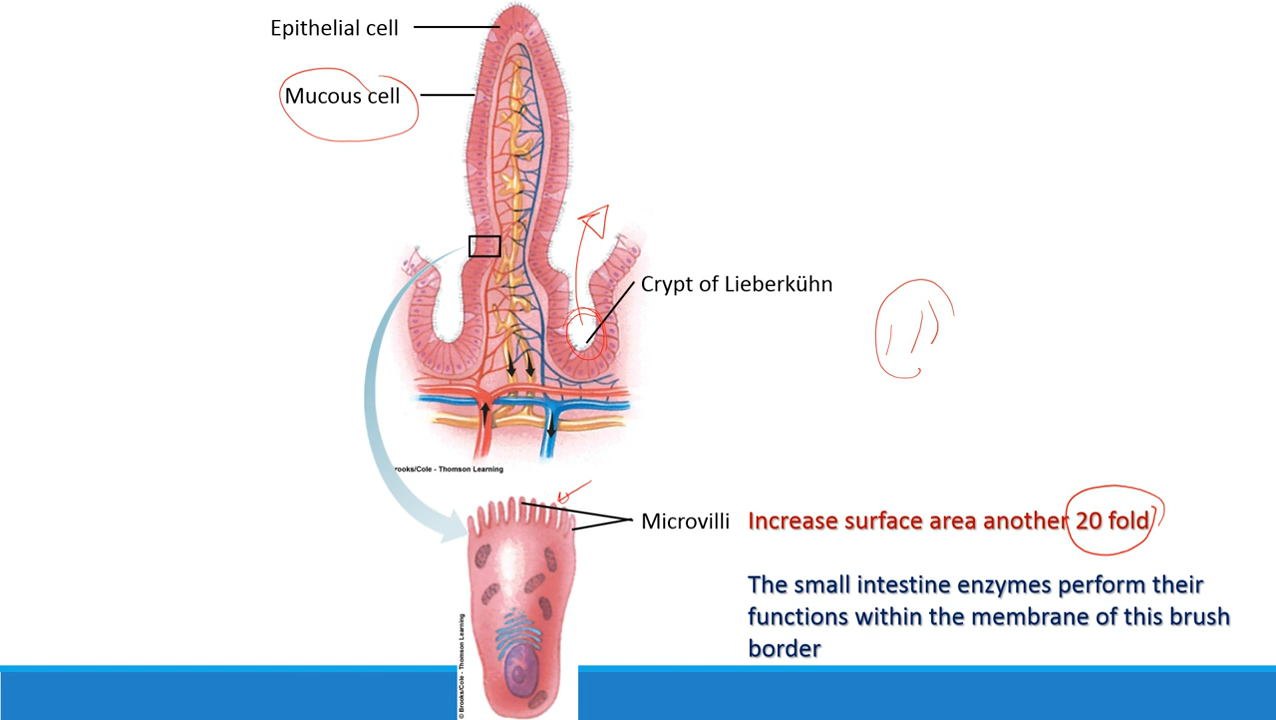 Epithelial cell
Mucous cell
Crypt of Lieberkühn
rooks/Cole - Thomson Learning
Microvilli
Increase surface area another 20 fold
The small intestine enzymes perform their
functions within the membrane of this brush
border
© Brooks/Cole - Thomson Learning